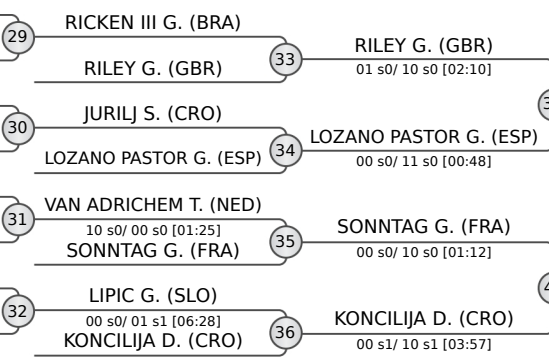 29
RICKEN III G. (BRA)
33
RILEY G. (GBR)
RILEY G. (GBR)
01 s0/ 10 s0 [02:10]
30
JURILJ S. (CRO)
34
LOZANO PASTOR G. (ESP)
LOZANO PASTOR G. (ESP)
00 s0/ 11 s0 [00:48]
31
VAN ADRICHEM T. (NED)
10 s0/ 00 s0 [01:25]
SONNTAG G. (FRA)
35
SONNTAG G. (FRA)
00 s0/ 10 s0 [01:12]
32
LIPIC G. (SLO)
00 s0/ 01 s1 [06:28]
KONCILIJA D. (CRO)
36
KONCILIJA D. (CRO)
00 s1/ 10 s1 [03:57]